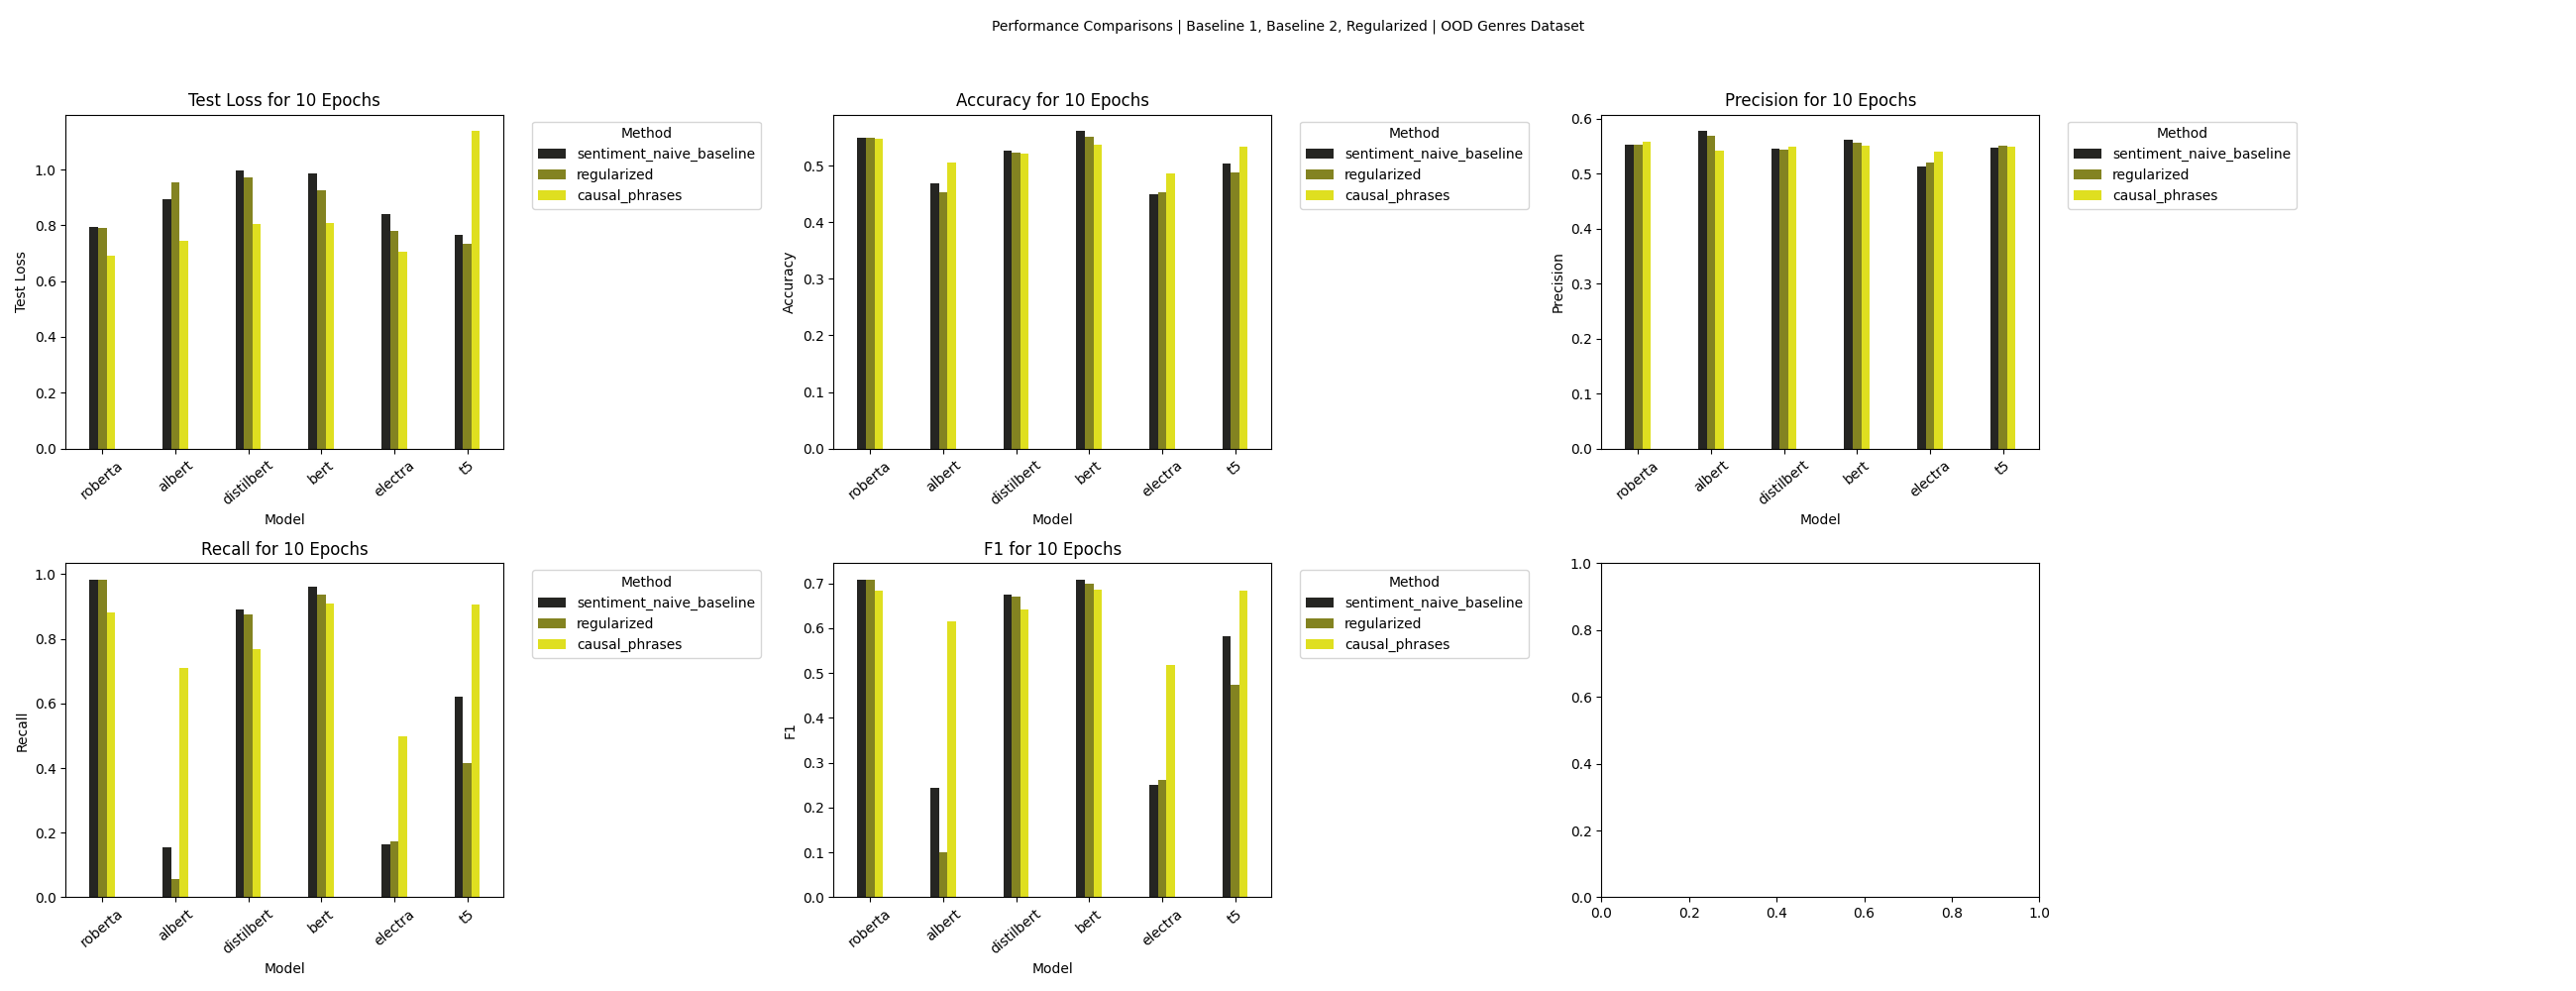 Performance Comparisons | Baseline 1, Baseline 2, Regularized | OOD Genres Dataset
Test Loss for 10 Epochs
Test Loss
1.0
0.8
0.6
0.4
0.2
0.0
roberta
albert
distilbert
bert
electra
t5
Model
Method
sentiment_naive_baseline
regularized
causal_phrases
Accuracy for 10 Epochs
Accuracy
0.5
0.4
0.3
0.2
0.1
0.0
roberta
albert
distilbert
bert
electra
t5
Model
Method
sentiment_naive_baseline
regularized
causal_phrases
Precision for 10 Epochs
Precision
0.6
0.5
0.4
0.3
0.2
0.1
0.0
roberta
albert
distilbert
bert
electra
t5
Model
Method
sentiment_naive_baseline
regularized
causal_phrases
Recall for 10 Epochs
Recall
1.0
0.8
0.6
0.4
0.2
0.0
roberta
albert
distilbert
bert
electra
t5
Model
Method
sentiment_naive_baseline
regularized
causal_phrases
F1 for 10 Epochs
F1
0.7
0.6
0.5
0.4
0.3
0.2
0.1
0.0
roberta
albert
distilbert
bert
electra
t5
Model
Method
sentiment_naive_baseline
regularized
causal_phrases
1.0
0.8
0.6
0.4
0.2
0.0
0.0 0.2 0.4 0.6 0.8 1.0